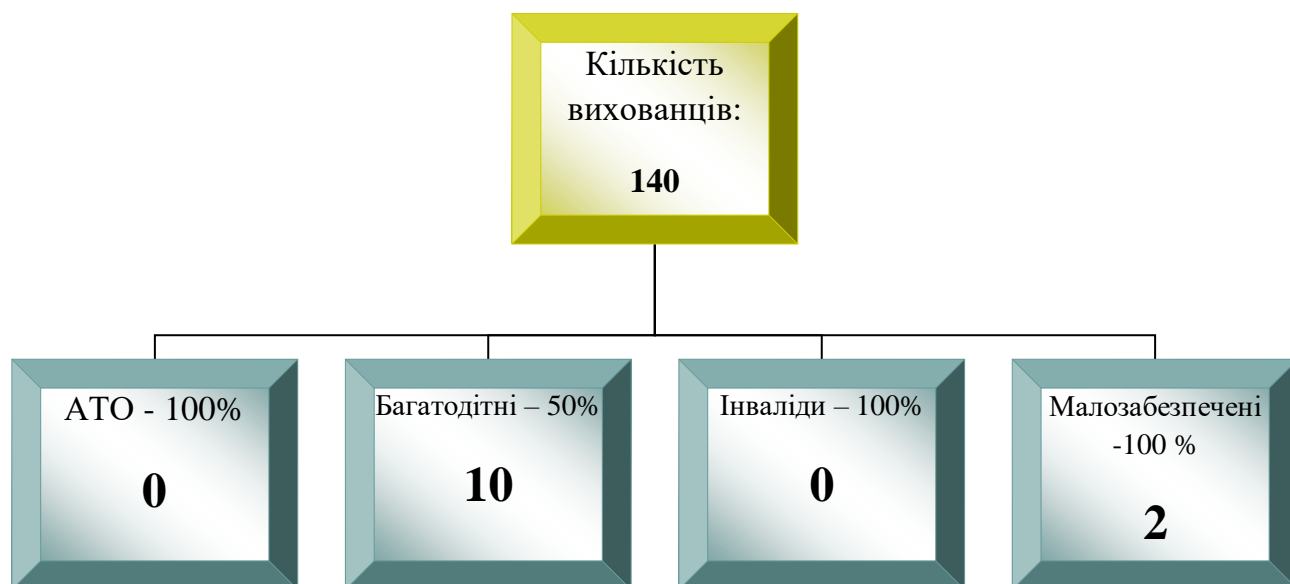 Кількість
вихованців:
140
АТО - 100%
0
Багатодітні – 50%
10
Інваліди – 100%
0
Малозабезпечені
-100 %
2